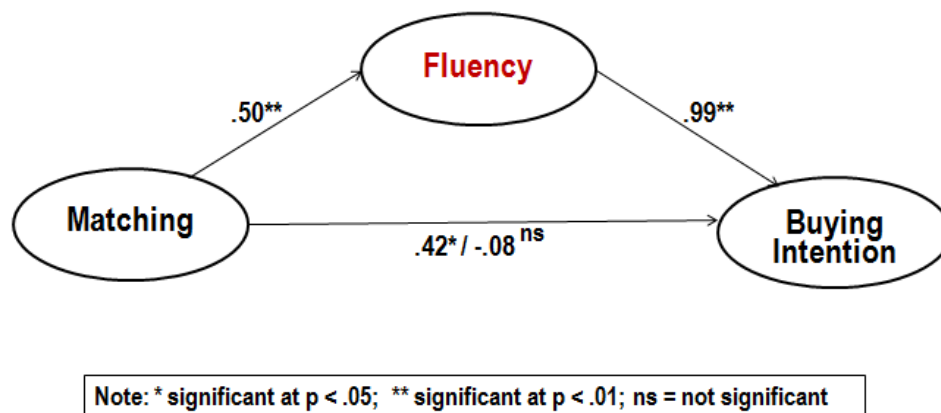 Fluency
.50**
.99**
Matching
.42* / -.08 ns
Buying
Intention
Note: * significant at p < .05; ** significant at p < .01; ns = not significant